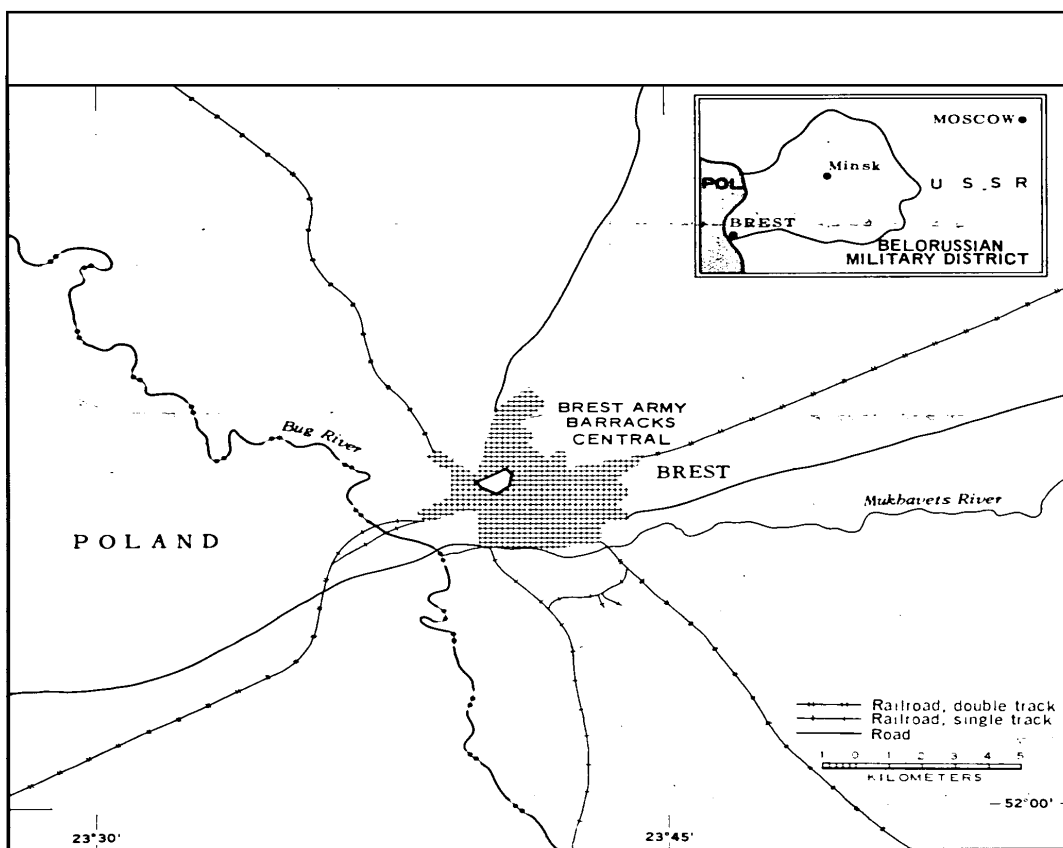 MOSCOW
Minsk
POL
U S S R
BREST
BELORUSSIAN
MILITARY DISTRICT
BREST ARMY
BARRACKS
CENTRAL
Bug River
BREST
Mukhavets River
POLAND
Railroad, double track
Railroad, single track
Road
1 0 1 2 3 4 5
KILOMETERS
52°00'
23°30'
23°45'